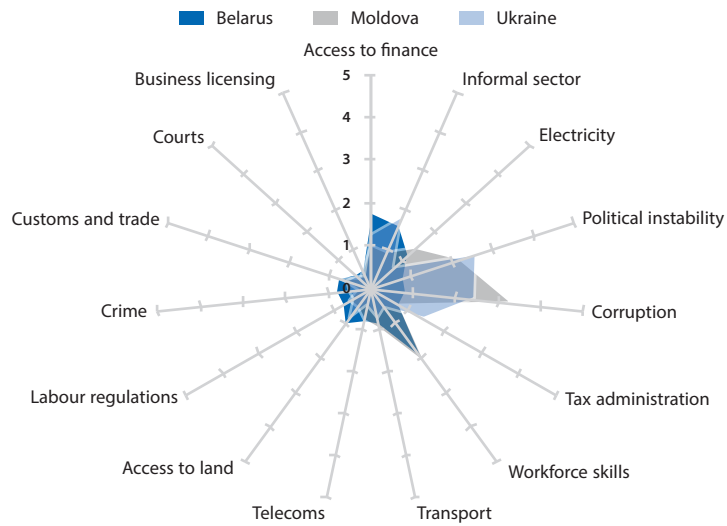 Belarus
Moldova
Ukraine
Access to finance
Business licensing
Informal sector
Courts
Electricity
Customs and trade
Political instability
Crime
Corruption
Labour regulations
Tax administration
Access to land
Workforce skills
Telecoms
Transport
5
4
3
2
1
0